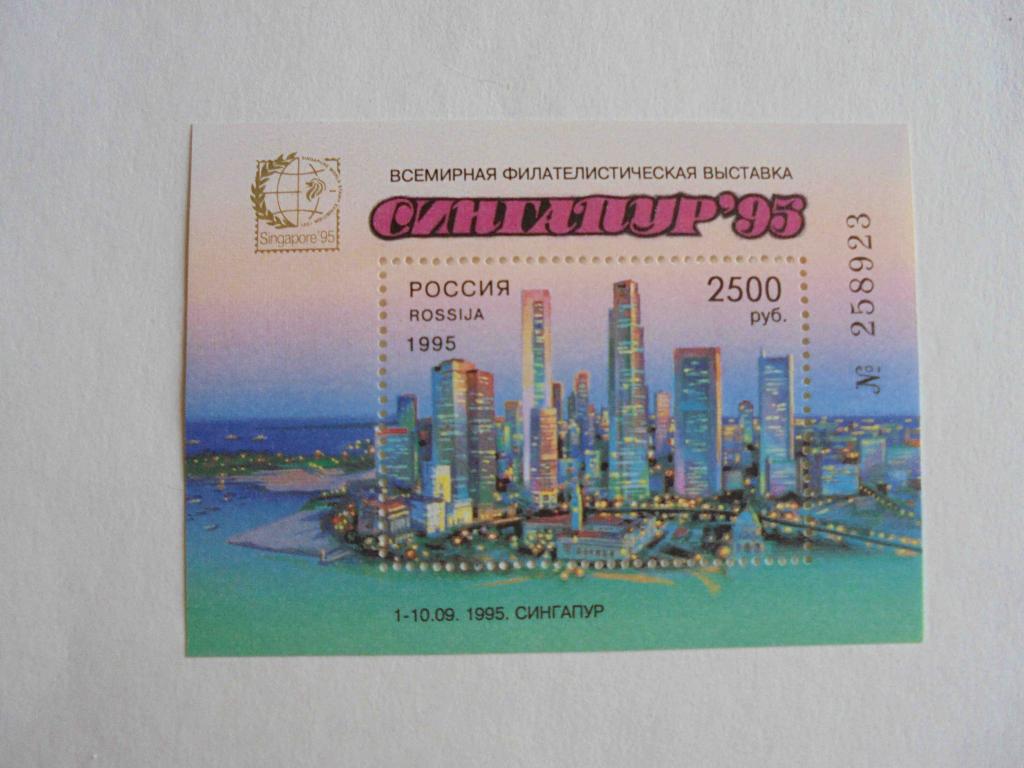 ВСЕМИРНАЯ ФИЛАТЕЛИСТИЧЕСКАЯ ВЫСТАВКА
СИНГАПУР'95
Singapore'95
РОССИЯ
ROSSIJA
1995
2500
руб.
№ 258923
1-10.09. 1995. СИНГАПУР